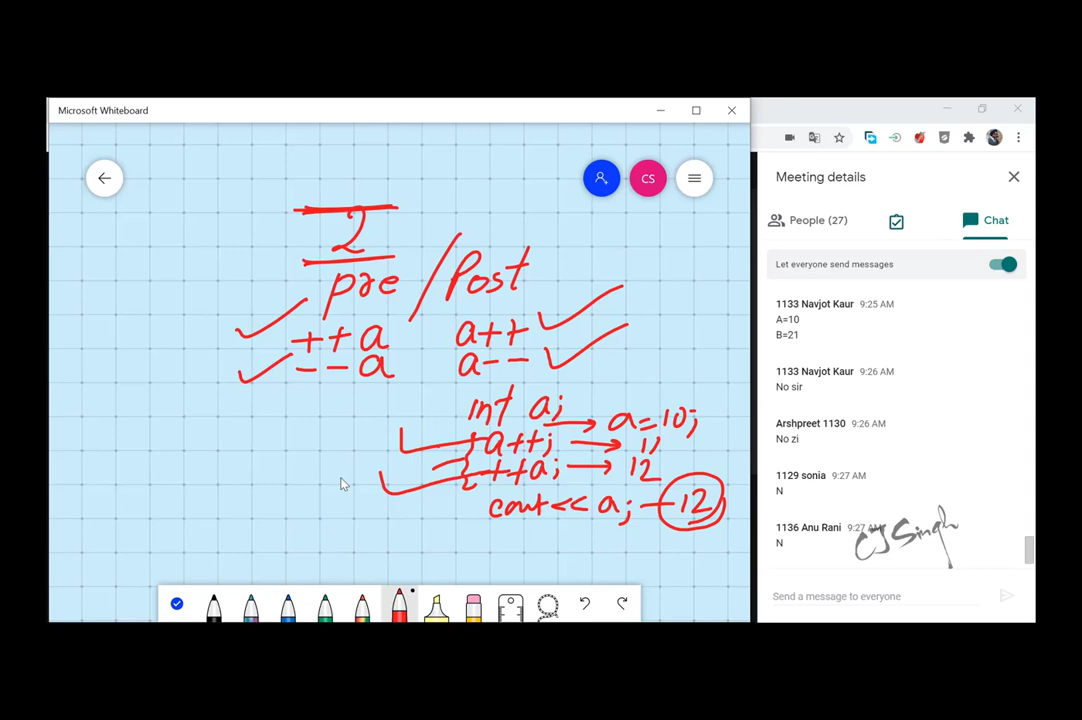 Microsoft Whiteboard
CS
2
pre / Post
++a a++
--a a--
int a; → a=10;
a++; → 11
++a; → 12
cout<< a; — 12
Meeting details
People (27)
Chat
Let everyone send messages
1133 Navjot Kaur 9:25 AM
A=10
B=21
1133 Navjot Kaur 9:26 AM
No sir
Arshpreet 1130 9:26 AM
No zi
1129 sonia 9:27 AM
N
1136 Anu Rani 9:27 AM
N
CJSingh
Send a message to everyone